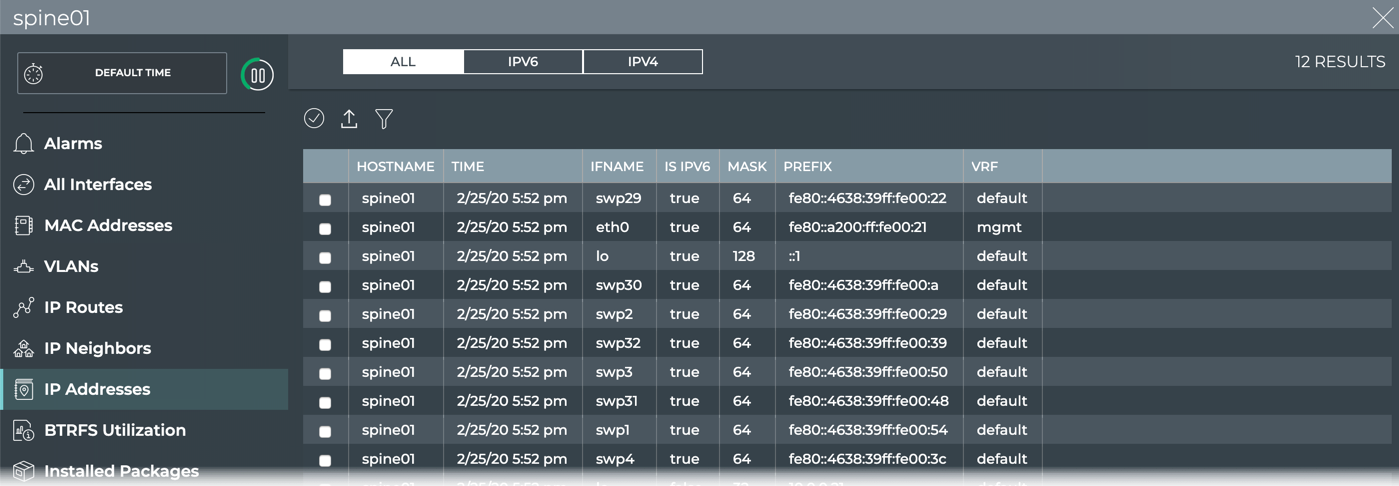 spine01
DEFAULT TIME
ALL IPV6 IPV4
12 RESULTS
Alarms
All Interfaces
MAC Addresses
VLANs
IP Routes
IP Neighbors
IP Addresses
BTRFS Utilization
Installed Packages
HOSTNAME TIME IFNAME IS IPV6 MASK PREFIX VRF
spine01 2/25/20 5:52 pm swp29 true 64 fe80::4638:39ff:fe00:22 default
spine01 2/25/20 5:52 pm eth0 true 64 fe80::a200:ff:fe00:21 mgmt
spine01 2/25/20 5:52 pm lo true 128 ::1 default
spine01 2/25/20 5:52 pm swp30 true 64 fe80::4638:39ff:fe00:a default
spine01 2/25/20 5:52 pm swp2 true 64 fe80::4638:39ff:fe00:29 default
spine01 2/25/20 5:52 pm swp32 true 64 fe80::4638:39ff:fe00:39 default
spine01 2/25/20 5:52 pm swp3 true 64 fe80::4638:39ff:fe00:50 default
spine01 2/25/20 5:52 pm swp31 true 64 fe80::4638:39ff:fe00:48 default
spine01 2/25/20 5:52 pm swp1 true 64 fe80::4638:39ff:fe00:54 default
spine01 2/25/20 5:52 pm swp4 true 64 fe80::4638:39ff:fe00:3c default